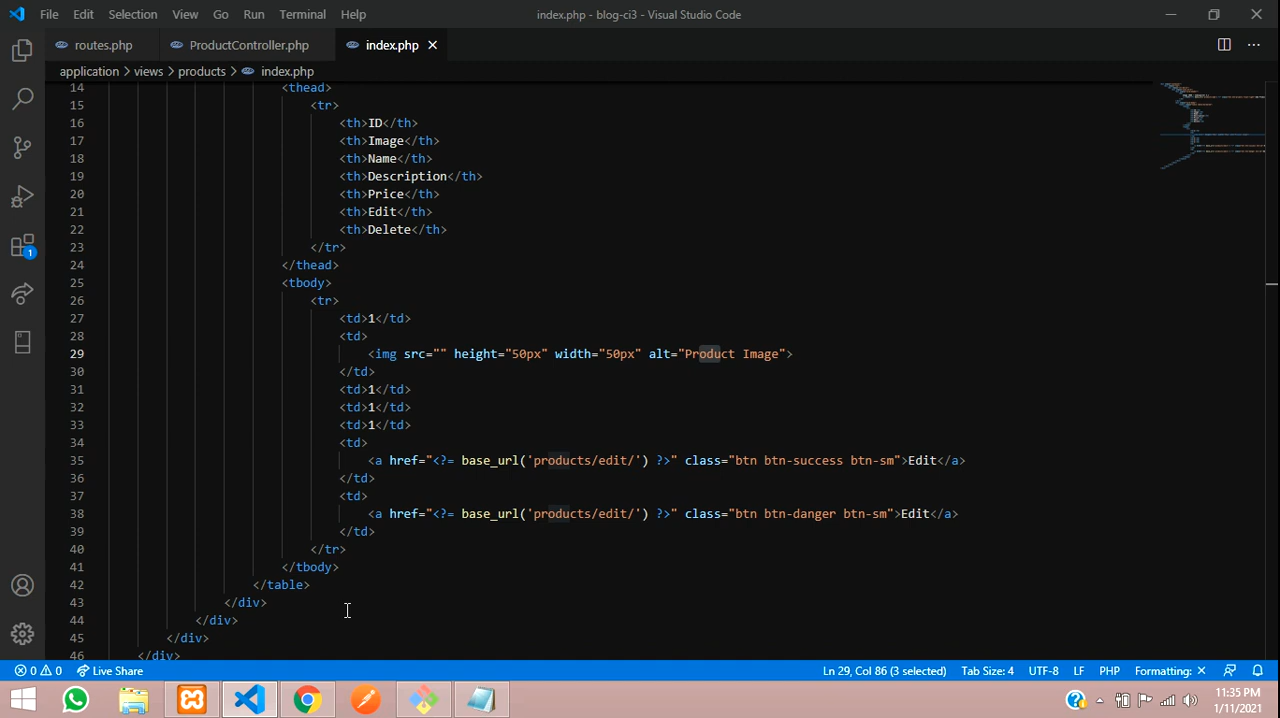 File Edit Selection View Go Run Terminal Help index.php - blog-ci3 - Visual Studio Code
routes.php ProductController.php index.php
application > views > products > index.php
14 <thead>
15 <tr>
16 <th>ID</th>
17 <th>Image</th>
18 <th>Name</th>
19 <th>Description</th>
20 <th>Price</th>
21 <th>Edit</th>
22 <th>Delete</th>
23 </tr>
24 </thead>
25 <tbody>
26 <tr>
27 <td>1</td>
28 <td>
29 <img src="" height="50px" width="50px" alt="Product Image">
30 </td>
31 <td>1</td>
32 <td>1</td>
33 <td>1</td>
34 <td>
35 <a href="<?= base_url('products/edit/') ?>" class="btn btn-success btn-sm">Edit</a>
36 </td>
37 <td>
38 <a href="<?= base_url('products/edit/') ?>" class="btn btn-danger btn-sm">Edit</a>
39 </td>
40 </tr>
41 </tbody>
42 </table>
43 </div>
44 </div>
45 </div>
46 </div>
1
0 0 Live Share Ln 29, Col 86 (3 selected) Tab Size: 4 UTF-8 LF PHP Formatting: ×
11:35 PM
1/11/2021